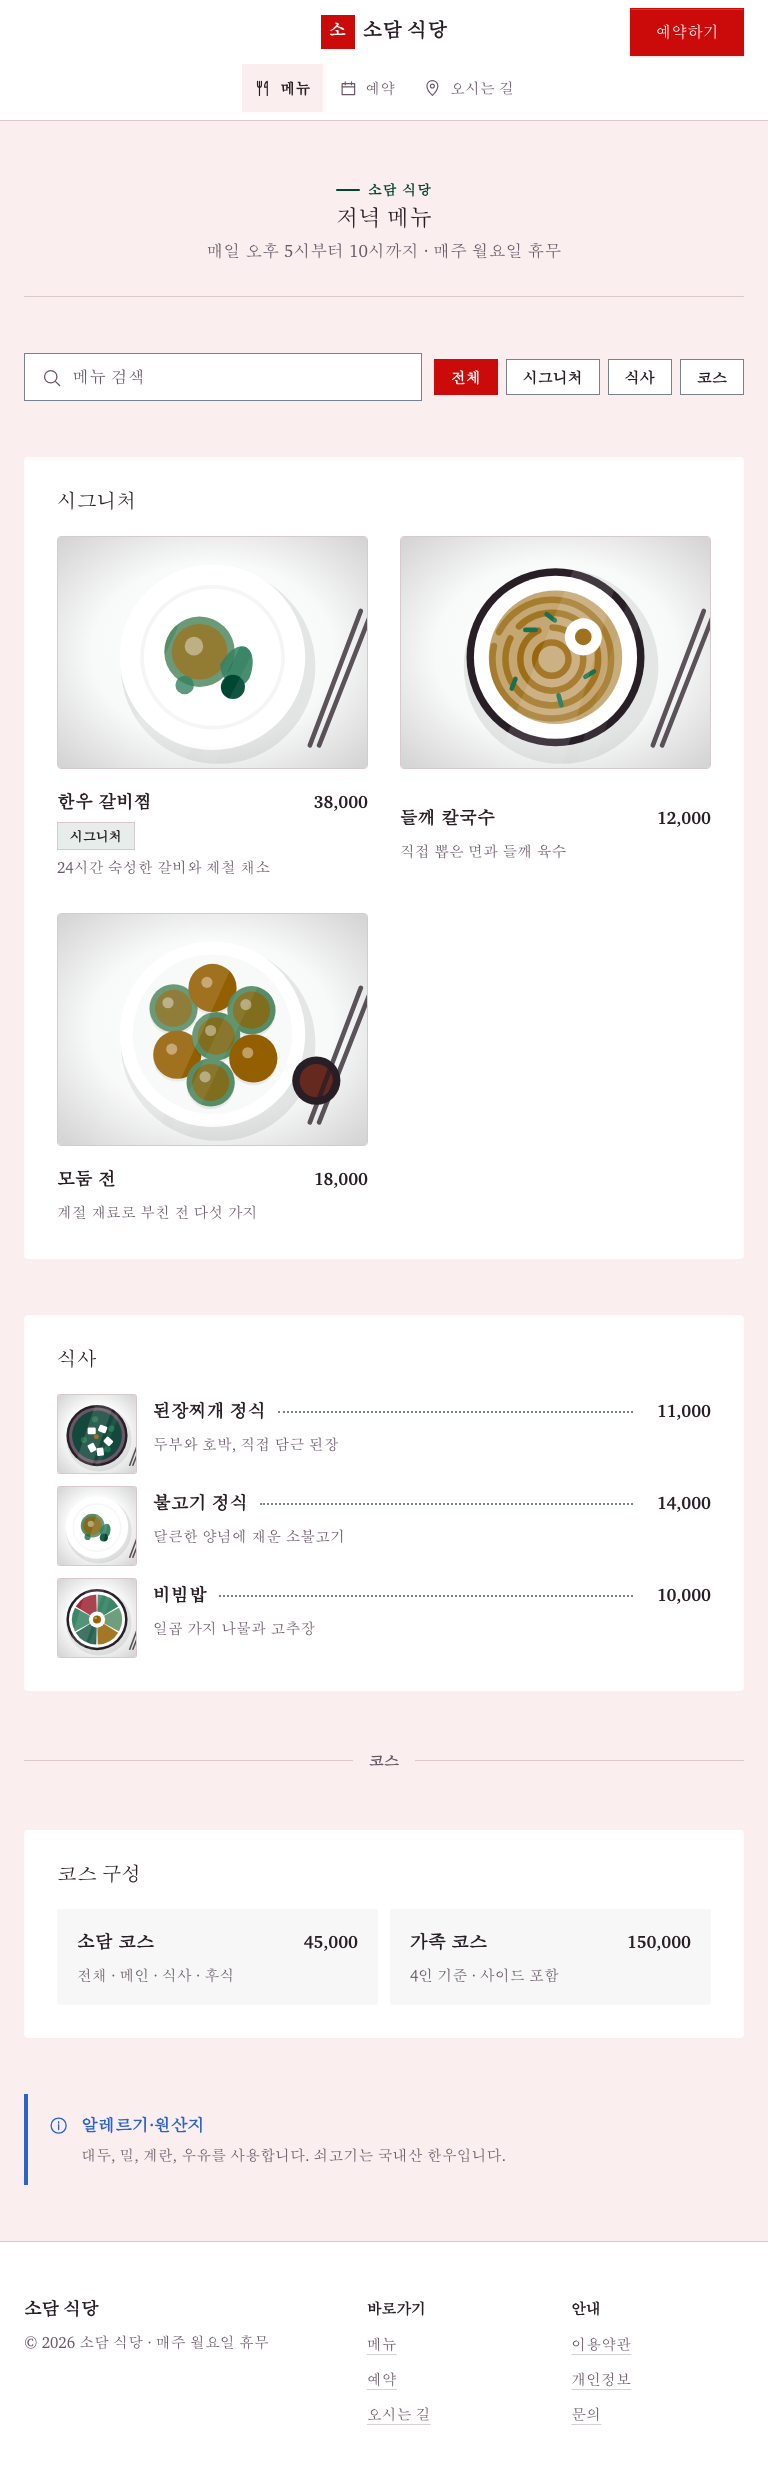 소 소담 식당
예약하기
메뉴 예약 오시는 길
소담 식당
저녁 메뉴
매일 오후 5시부터 10시까지 · 매주 월요일 휴무
메뉴 검색
전체 시그니처 식사 코스
시그니처
한우 갈비찜 38,000
시그니처
24시간 숙성한 갈비와 제철 채소
들깨 칼국수 12,000
직접 뽑은 면과 들깨 육수
모둠 전 18,000
계절 재료로 부친 전 다섯 가지
식사
된장찌개 정식 11,000
두부와 호박, 직접 담근 된장
불고기 정식 14,000
달큰한 양념에 재운 소불고기
비빔밥 10,000
일곱 가지 나물과 고추장
코스
코스 구성
소담 코스 45,000
전채 · 메인 · 식사 · 후식
가족 코스 150,000
4인 기준 · 사이드 포함
알레르기·원산지
대두, 밀, 계란, 우유를 사용합니다. 쇠고기는 국내산 한우입니다.
소담 식당
© 2026 소담 식당 · 매주 월요일 휴무
바로가기
메뉴
예약
오시는 길
안내
이용약관
개인정보
문의